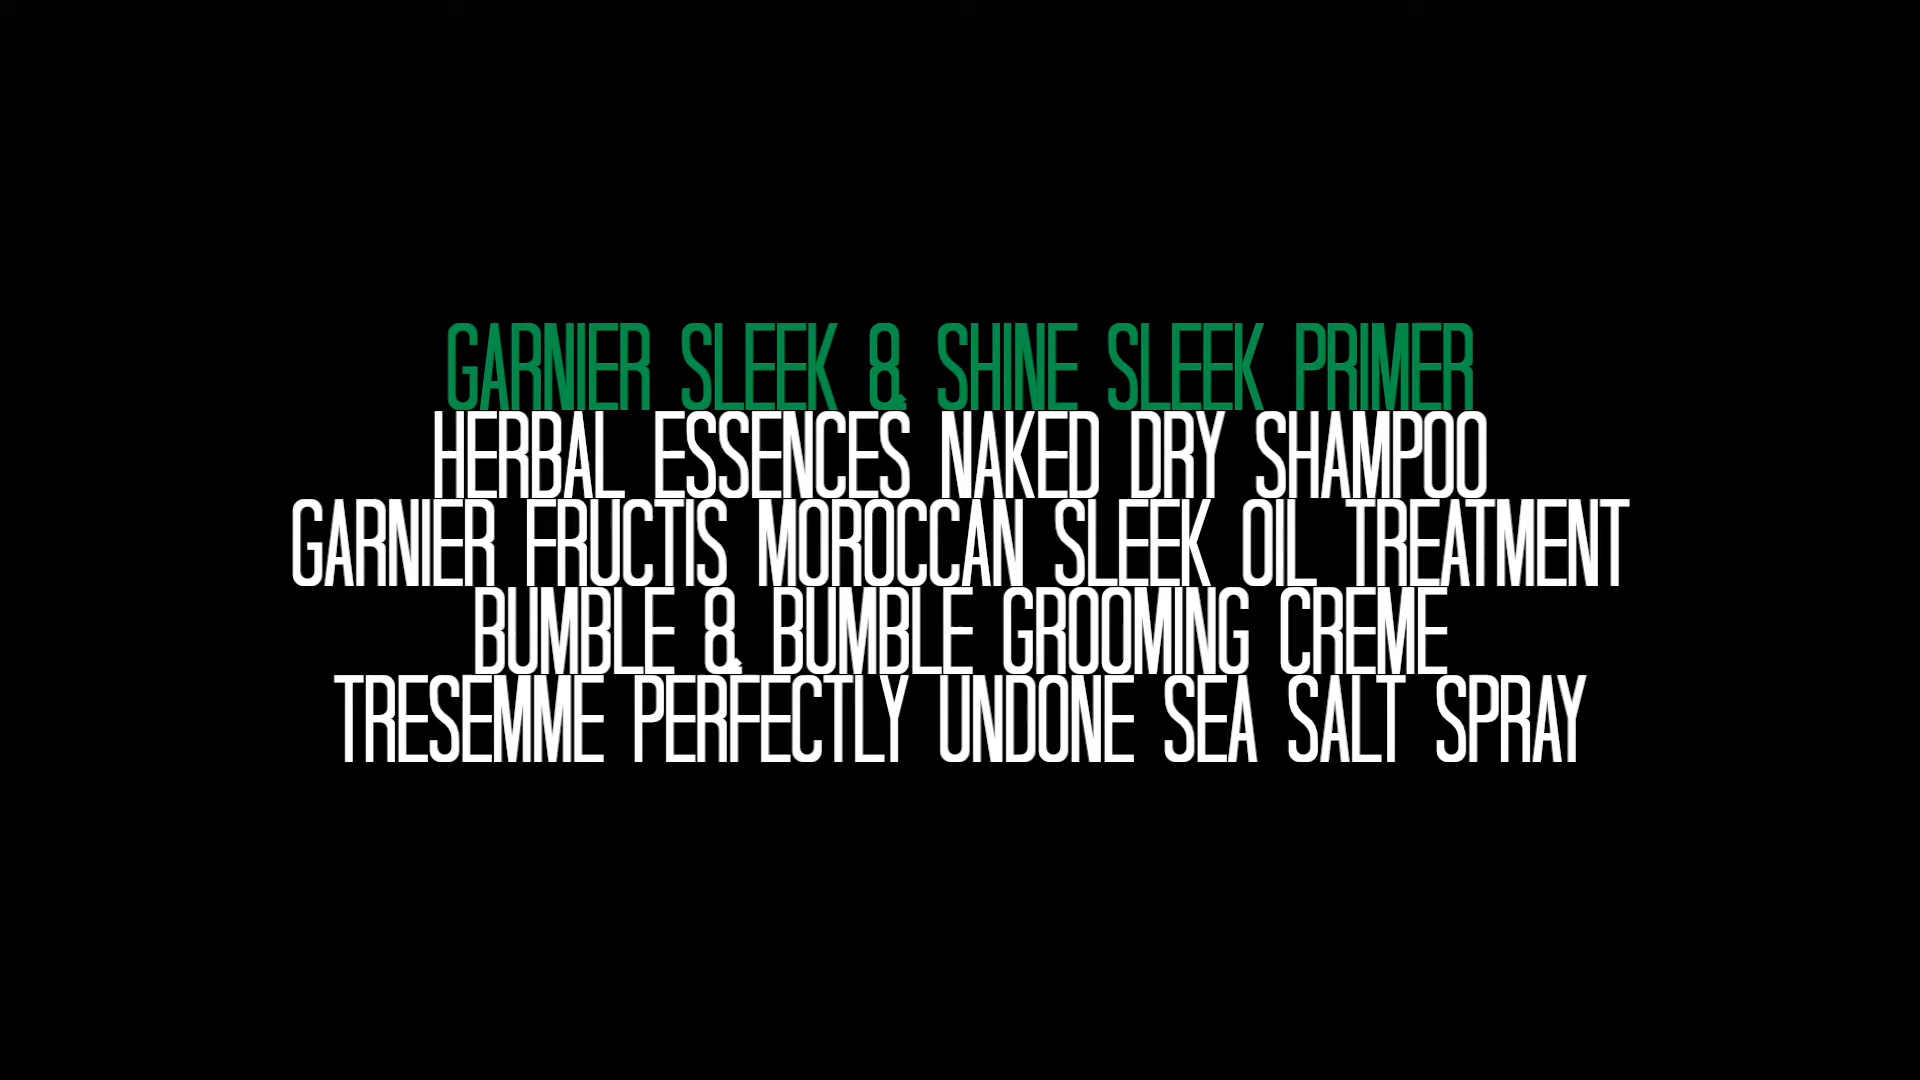 GARNIER SLEEK & SHINE SLEEK PRIMER
HERBAL ESSENCES NAKED DRY SHAMPOO
GARNIER FRUCTIS MOROCCAN SLEEK OIL TREATMENT
BUMBLE & BUMBLE GROOMING CREME
TRESEMME PERFECTLY UNDONE SEA SALT SPRAY